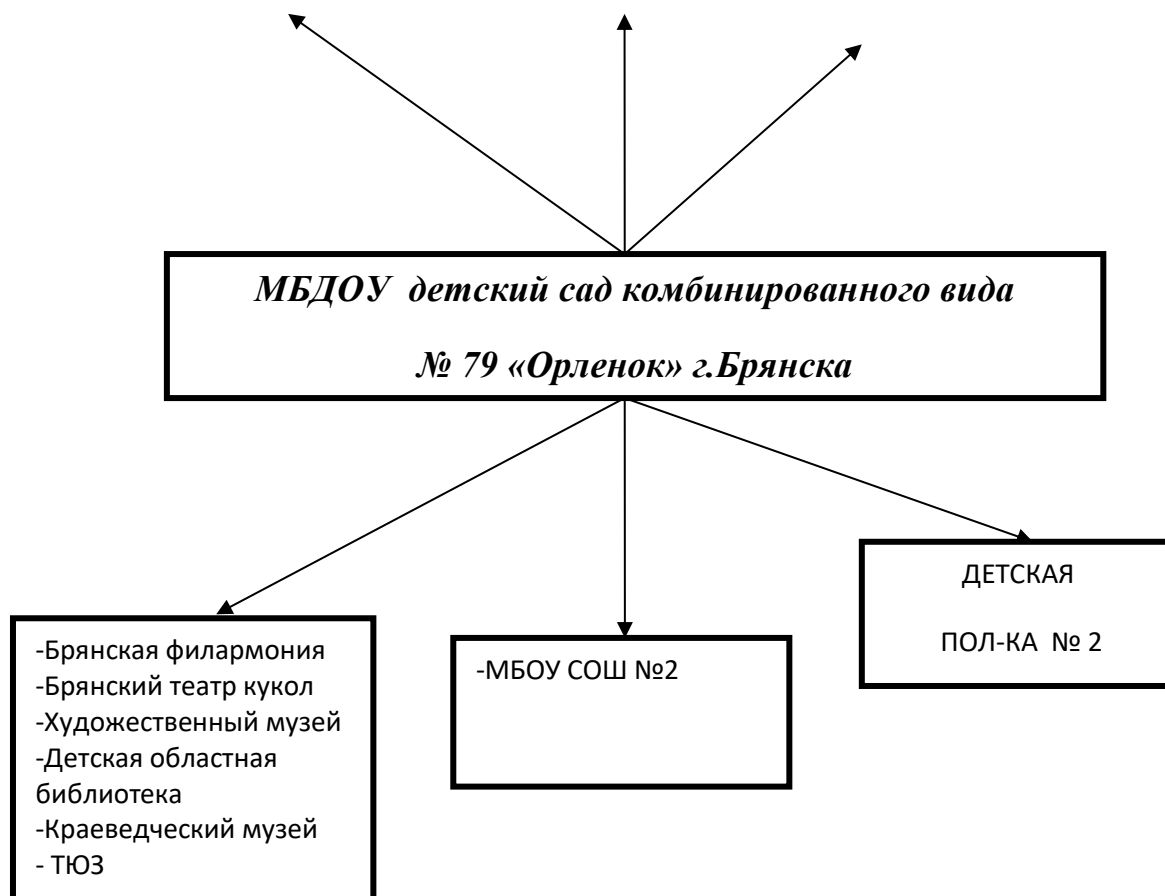 МБДОУ детский сад комбинированного вида
№ 79 «Орленок» г.Брянска
ДЕТСКАЯ
ПОЛ-КА № 2
-Брянская филармония
-Брянский театр кукол
-Художественный музей
-Детская областная
библиотека
-Краеведческий музей
- ТЮЗ
-МБОУ СОШ №2